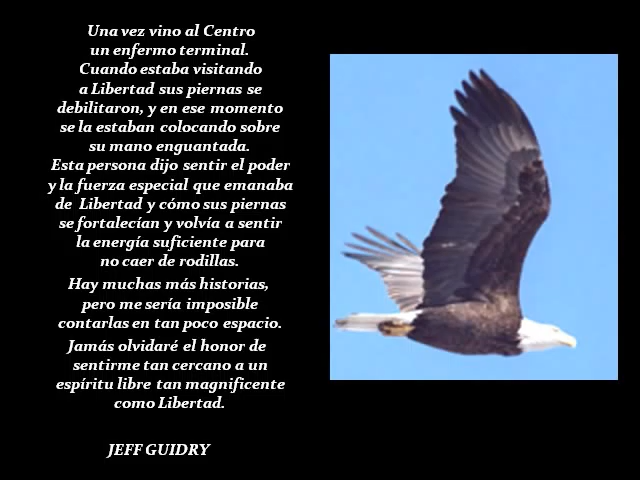 Una vez vino al Centro
un enfermo terminal.
Cuando estaba visitando
a Libertad sus piernas se
debilitaron, y en ese momento
se la estaban colocando sobre
su mano enguantada.
Esta persona dijo sentir el poder
y la fuerza especial que emanaba
de Libertad y cómo sus piernas
se fortalecían y volvía a sentir
la energía suficiente para
no caer de rodillas.
Hay muchas más historias,
pero me sería imposible
contarlas en tan poco espacio.
Jamás olvidaré el honor de
sentirme tan cercano a un
espíritu libre tan magnificente
como Libertad.
JEFF GUIDRY